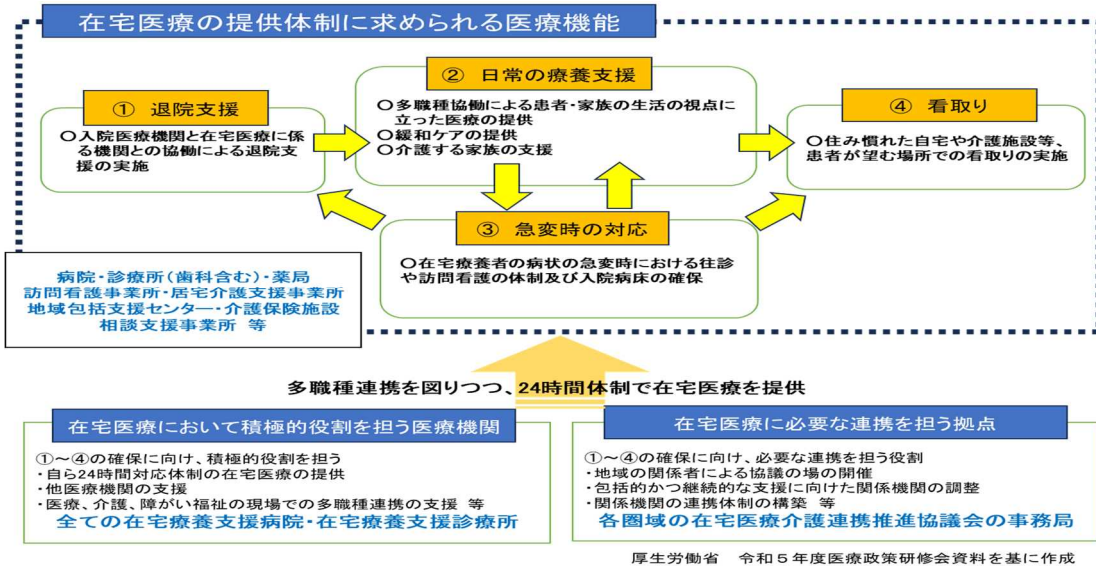 在宅医療の提供体制に求められる医療機能
① 退院支援
〇入院医療機関と在宅医療に係
る機関との協働による退院支
援の実施
② 日常の療養支援
〇多職種協働による患者・家族の生活の視点に
立った医療の提供
〇緩和ケアの提供
〇介護する家族の支援
④ 看取り
〇住み慣れた自宅や介護施設等、
患者が望む場所での看取りの実施
③ 急変時の対応
〇在宅療養者の病状の急変時における往診
や訪問看護の体制及び入院病床の確保
病院・診療所(歯科含む)・薬局
訪問看護事業所・居宅介護支援事業所
地域包括支援センター・介護保険施設
相談支援事業所 等
多職種連携を図りつつ、24時間体制で在宅医療を提供
在宅医療において積極的役割を担う医療機関
①～④の確保に向け、積極的役割を担う
・自ら24時間対応体制の在宅医療の提供
・他医療機関の支援
・医療、介護、障がい福祉の現場での多職種連携の支援 等
全ての在宅療養支援病院・在宅療養支援診療所
在宅医療に必要な連携を担う拠点
①～④の確保に向け、必要な連携を担う役割
・地域の関係者による協議の場の開催
・包括的かつ継続的な支援に向けた関係機関の調整
・関係機関の連携体制の構築 等
各圏域の在宅医療介護連携推進協議会の事務局
厚生労働省 令和5年度医療政策研修会資料を基に作成